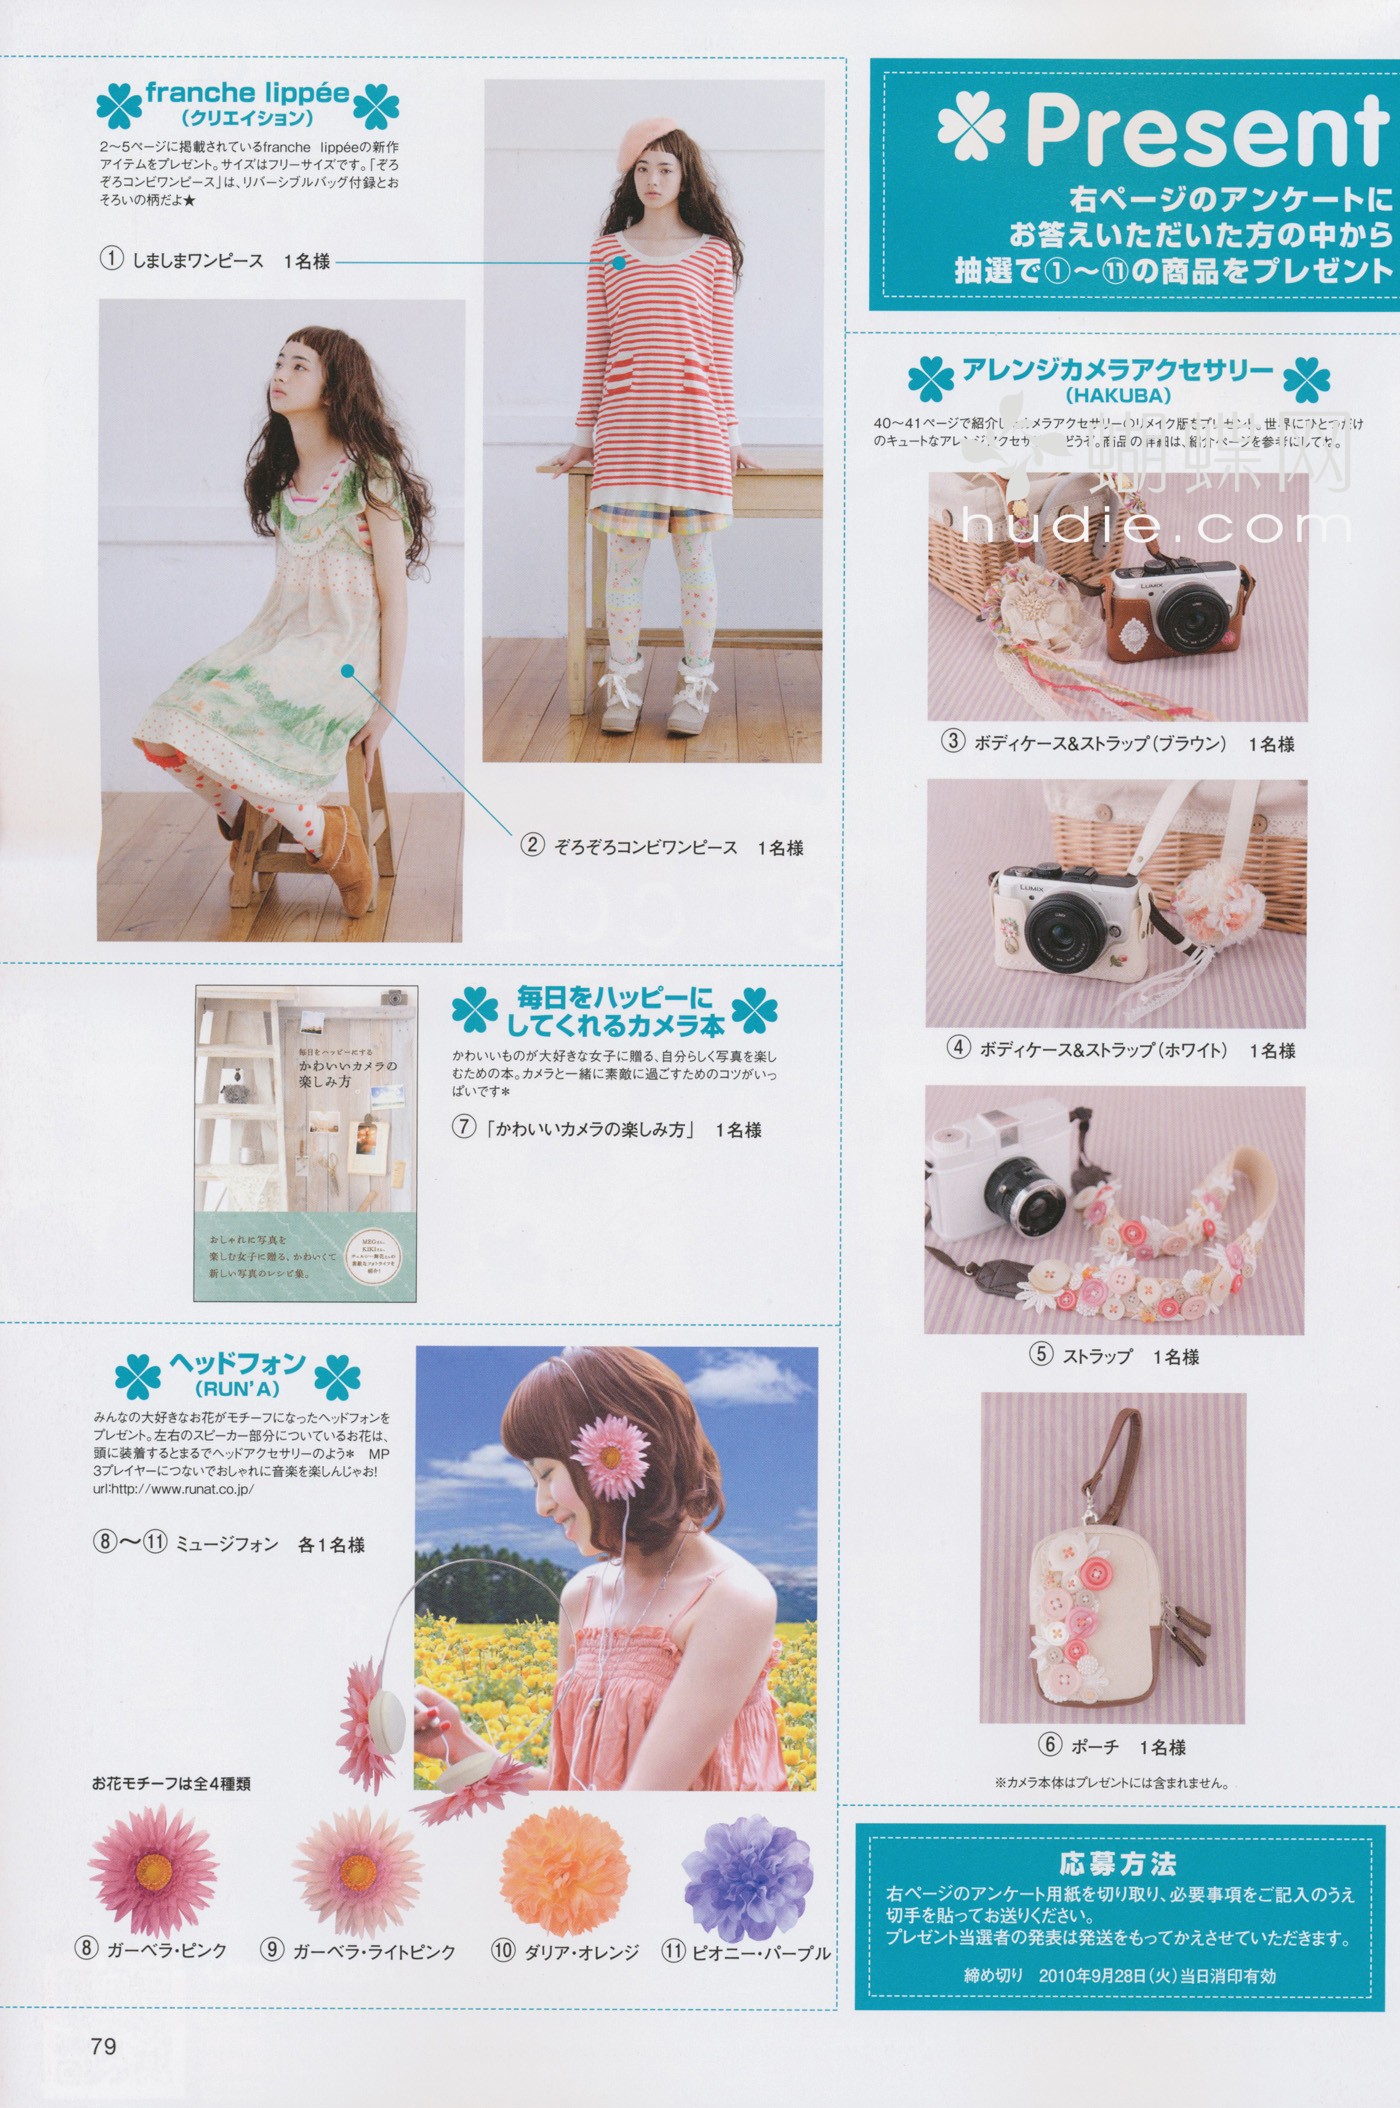 franche lippée
(クリエイション)
2～5ページに掲載されているfranche lippéeの新作
アイテムをプレゼント。サイズはフリーサイズです。「ぞろ
ぞろコンビワンピース」は、リバーシブルバッグ付録とお
そろいの柄だよ★
① しましまワンピース 1名様
② ぞろぞろコンビワンピース 1名様
Present
右ページのアンケートに
お答えいただいた方の中から
抽選で①～⑪の商品をプレゼント
アレンジカメラアクセサリー
(HAKUBA)
40～41ページで紹介し メラアクセサリーのリメイク版をプレゼント。世界にひとつだけ
のキュートなアレンジアクセサ どうぞ。商品の詳細は、紹介ページを参考にしてね。
蝴蝶网
hudie.com
LUMIX
③ ボディケース&ストラップ(ブラウン) 1名様
LUMIX
④ ボディケース&ストラップ(ホワイト) 1名様
⑤ ストラップ 1名様
⑥ ポーチ 1名様
※カメラ本体はプレゼントには含まれません。
毎日をハッピーにする
かわいいカメラの
楽しみ方
おしゃれに写真を
楽しむ女子に贈る、かわいくて
新しい写真のレシピ集。
毎日をハッピーに
してくれるカメラ本
かわいいものが大好きな女子に贈る、自分らしく写真を楽し
むための本。カメラと一緒に素敵に過ごすためのコツがいっ
ぱいです＊
⑦ 「かわいいカメラの楽しみ方」 1名様
ヘッドフォン
(RUN'A)
みんなの大好きなお花がモチーフになったヘッドフォンを
プレゼント。左右のスピーカー部分についているお花は、
頭に装着するとまるでヘッドアクセサリーのよう＊ MP
3プレイヤーにつないでおしゃれに音楽を楽しんじゃお!
url:http://www.runat.co.jp/
⑧～⑪ ミュージフォン 各1名様
お花モチーフは全4種類
⑧ ガーベラ・ピンク
⑨ ガーベラ・ライトピンク
⑩ ダリア・オレンジ
⑪ ピオニー・パープル
応募方法
右ページのアンケート用紙を切り取り、必要事項をご記入のうえ
切手を貼ってお送りください。
プレゼント当選者の発表は発送をもってかえさせていただきます。
締め切り 2010年9月28日(火)当日消印有効
79